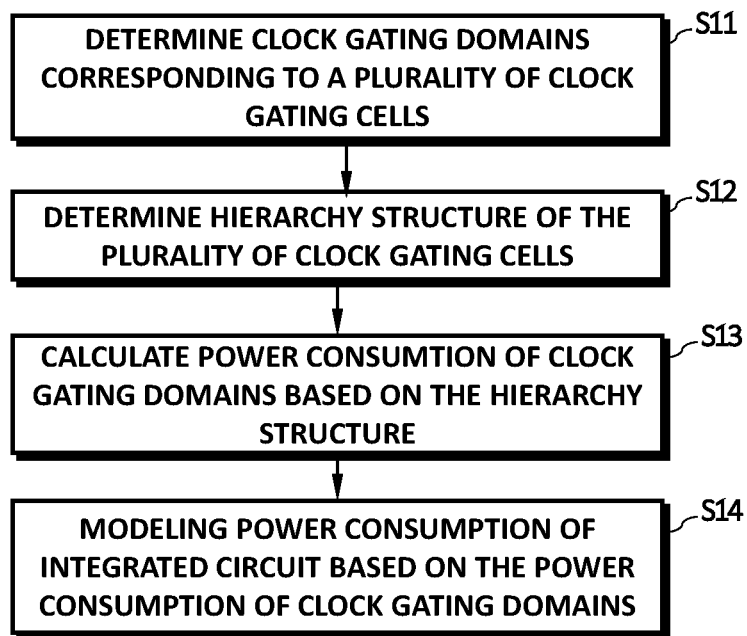 DETERMINE CLOCK GATING DOMAINS
CORRESPONDING TO A PLURALITY OF CLOCK
GATING CELLS
S11
DETERMINE HIERARCHY STRUCTURE OF THE
PLURALITY OF CLOCK GATING CELLS
S12
CALCULATE POWER CONSUMTION OF CLOCK
GATING DOMAINS BASED ON THE HIERARCHY
STRUCTURE
S13
MODELING POWER CONSUMPTION OF
INTEGRATED CIRCUIT BASED ON THE POWER
CONSUMPTION OF CLOCK GATING DOMAINS
S14